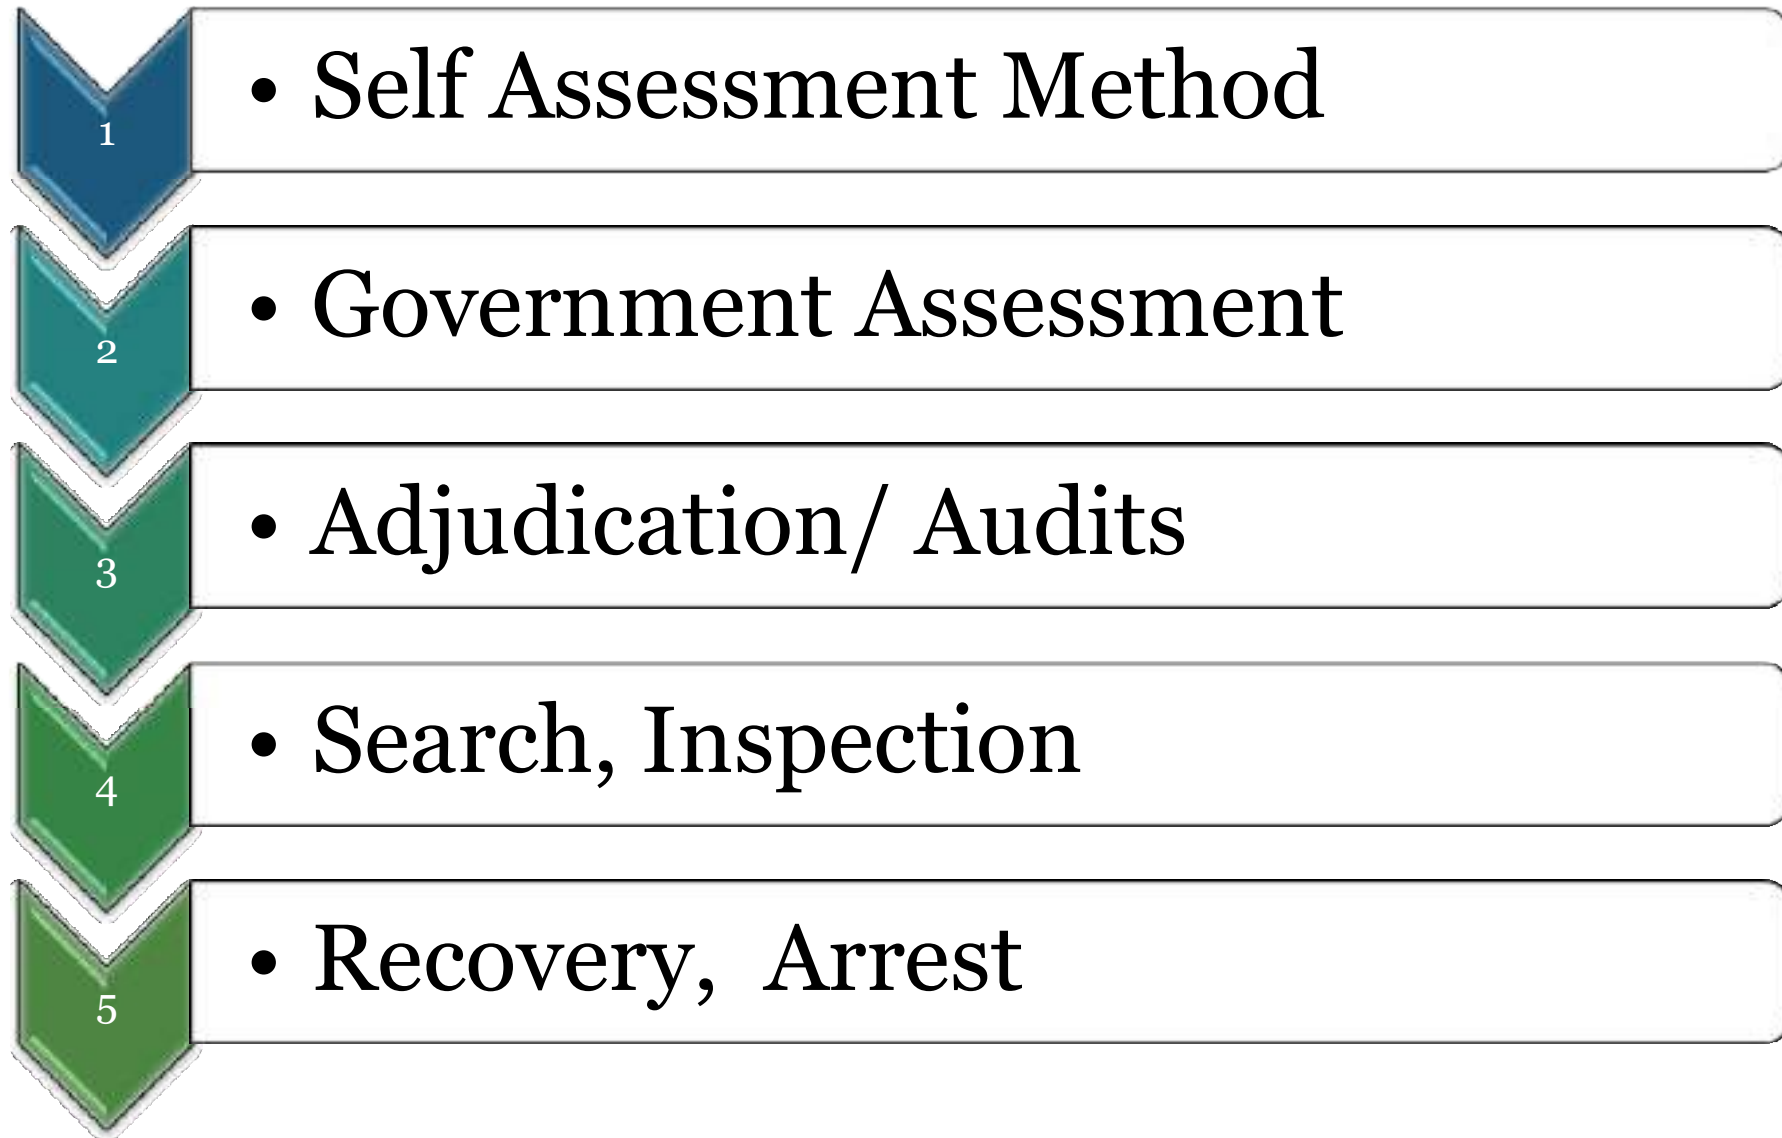 1
• Self Assessment Method
2
• Government Assessment
3
• Adjudication/ Audits
4
• Search, Inspection
5
• Recovery,  Arrest